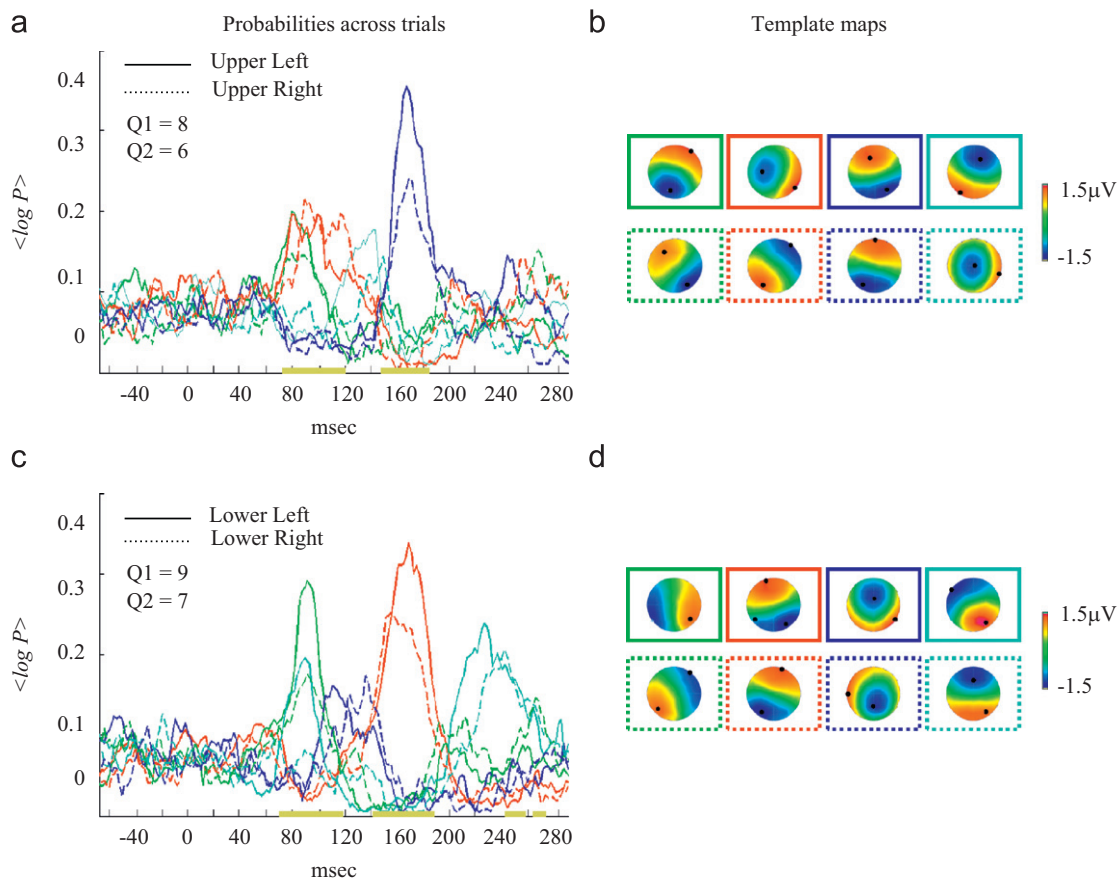 a
Probabilities across trials
b
Template maps
0.4
0.3
0.2
0.1
0
<log P>
Upper Left
Upper Right
Q1 = 8
Q2 = 6
-40 0 40 80 120 160 200 240 280
msec
1.5μV
-1.5
c
d
0.4
0.3
0.2
0.1
0
<log P>
Lower Left
Lower Right
Q1 = 9
Q2 = 7
-40 0 40 80 120 160 200 240 280
msec
1.5μV
-1.5